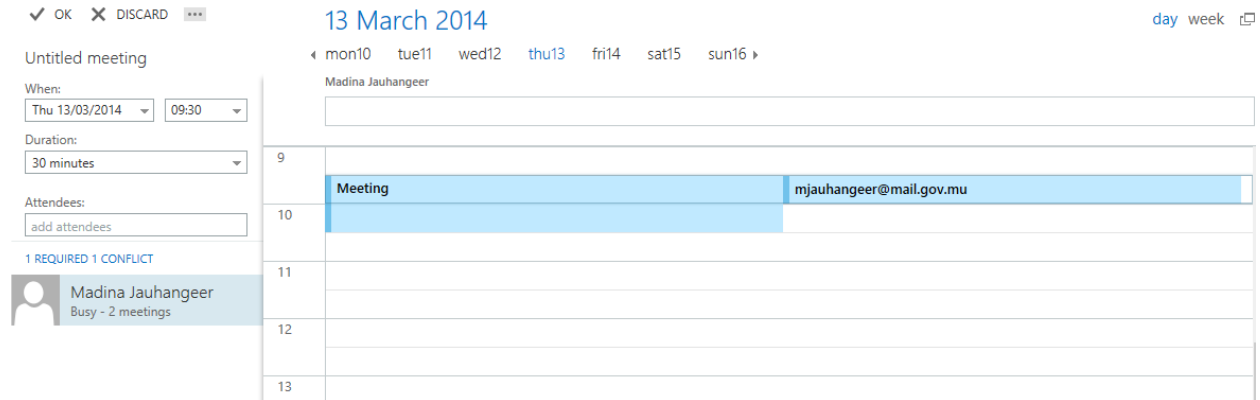 OK DISCARD
Untitled meeting
When:
Thu 13/03/2014 09:30
Duration:
30 minutes
Attendees:
add attendees
1 REQUIRED 1 CONFLICT
Madina Jauhangeer
Busy - 2 meetings
13 March 2014
day week
mon10 tue11 wed12 thu13 fri14 sat15 sun16
Madina Jauhangeer
9
Meeting mjauhangeer@mail.gov.mu
10
11
12
13